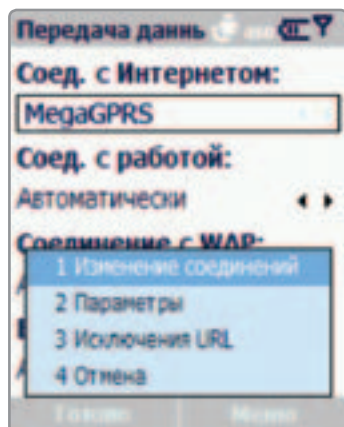 Передача даннь
Соед. с Интернетом:
MegaGPRS
Соед. с работой:
Автоматически
Соединение с WAP:
1 Изменение соединений
2 Параметры
3 Исключения URL
4 Отмена
Готово Меню